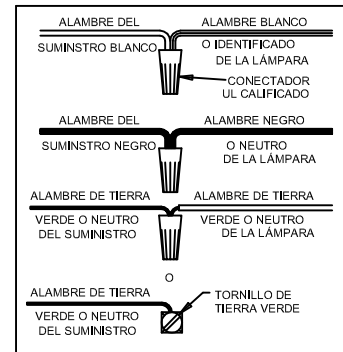 ALAMBRE DEL ALAMBRE BLANCO
SUMINSTRO BLANCO O IDENTIFICADO
DE LA LÁMPARA
CONECTADOR
UL CALIFICADO
ALAMBRE DEL ALAMBRE NEGRO
SUMINSTRO NEGRO O NEUTRO
DE LA LÁMPARA
ALAMBRE DE TIERRA ALAMBRE DE TIERRA
VERDE O NEUTRO VERDE O NEUTRO
DEL SUMINISTRO DE LA LÁMPARA
O
ALAMBRE DE TIERRA TORNILLO DE
VERDE O NEUTRO TIERRA VERDE
DEL SUMINISTRO